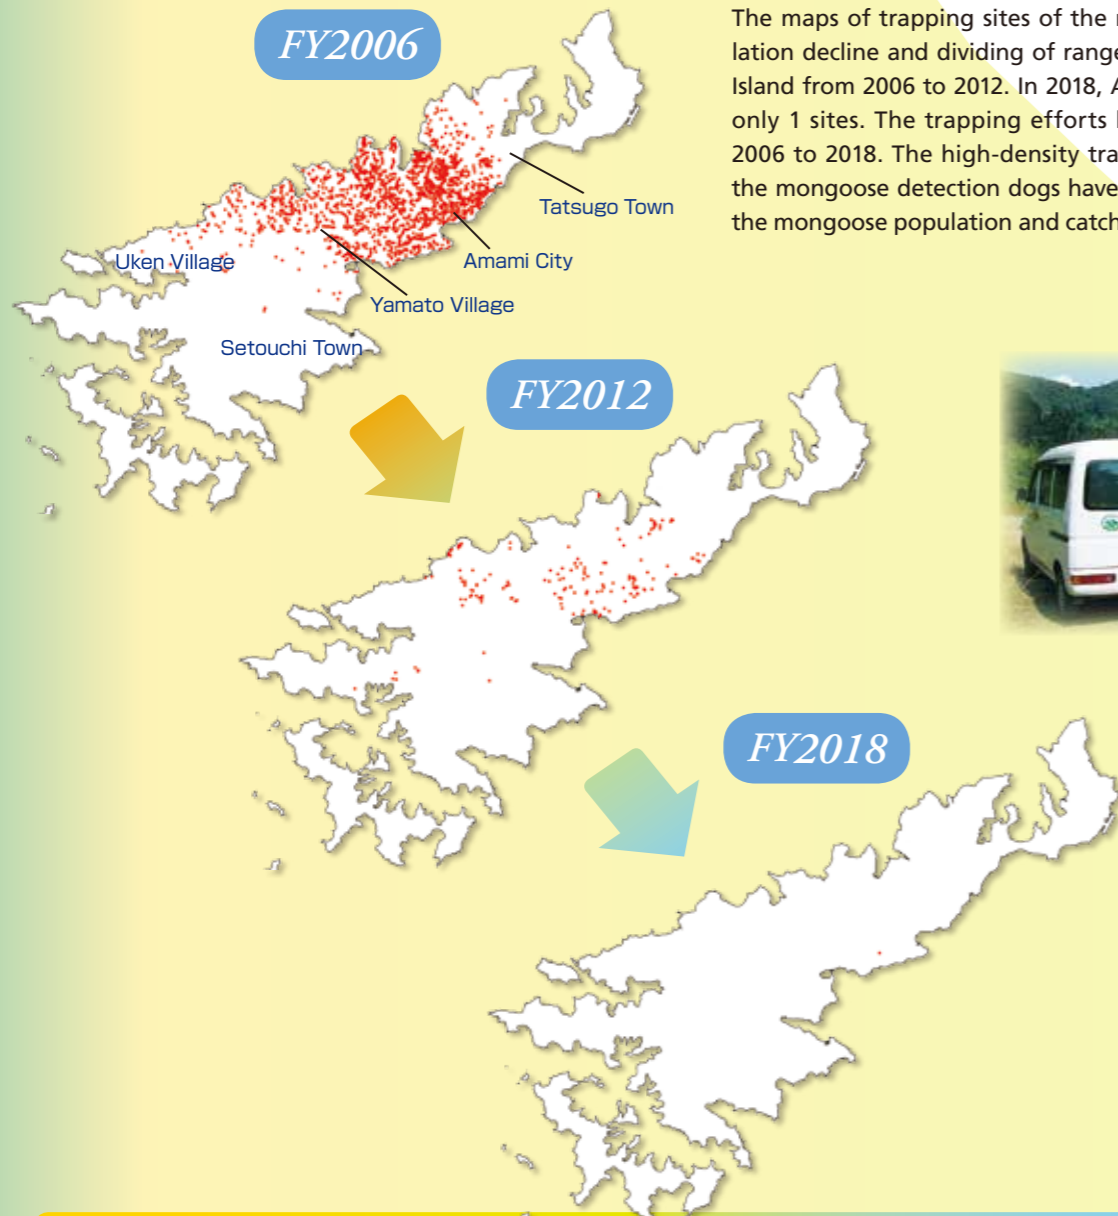 FY2006
The maps of trapping sites of the
lation decline and dividing of range
Island from 2006 to 2012. In 2018,
only 1 sites. The trapping efforts
2006 to 2018. The high-density
the mongoose detection dogs have
the mongoose population and catch
Tatsugo Town
Uken Village
Amami City
Yamato Village
Setouchi Town
FY2012
FY2018